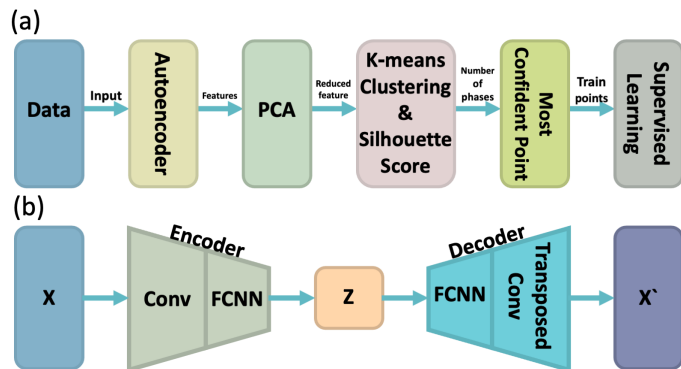 (a)
Data
Input
Autoencoder
Features
PCA
Reduced
feature
K-means
Clustering
&
Silhouette
Score
Number
of
phases
Most
Confident Point
Train
points
Supervised
Learning
(b)
X
Encoder
Conv
FCNN
Z
Decoder
FCNN
Transposed
Conv
X`